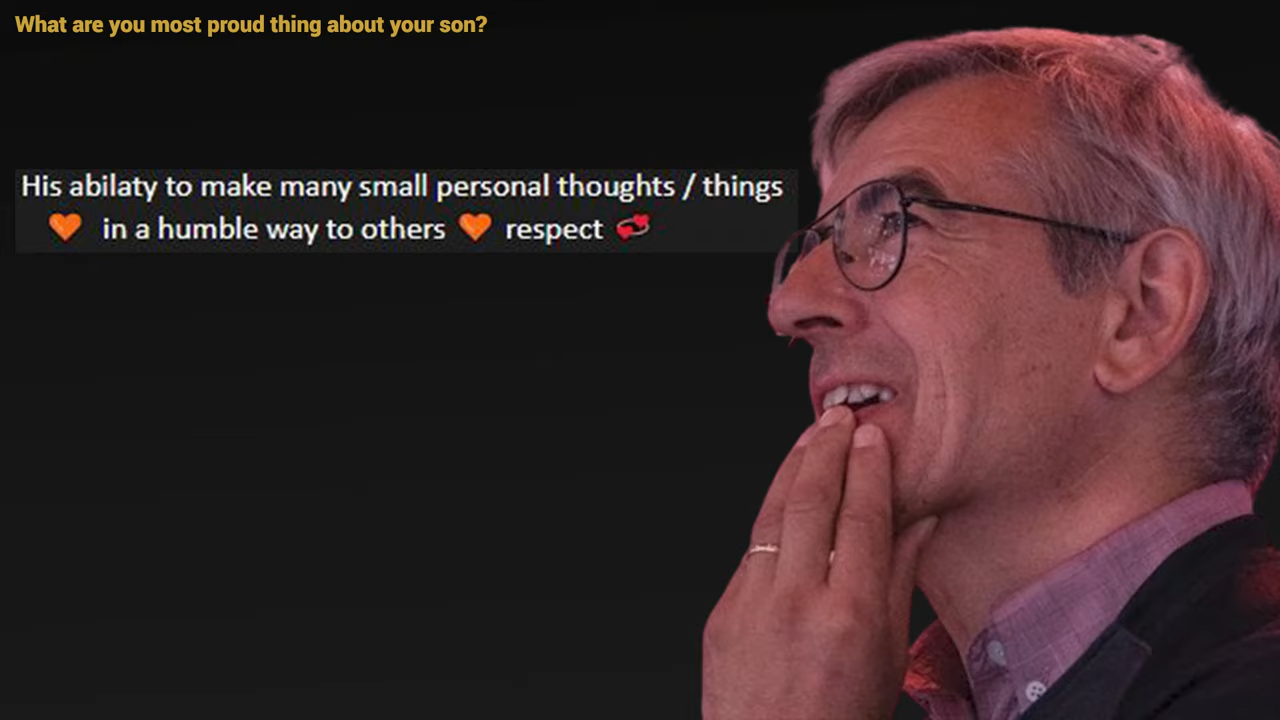 What are you most proud thing about your son?
His abilaty to make many small personal thoughts / things
🧡 in a humble way to others 🧡 respect 💞